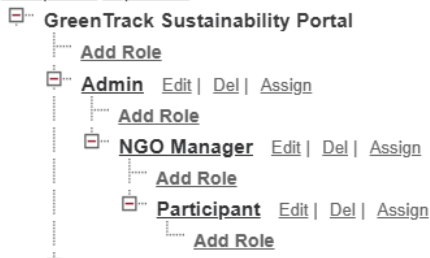 GreenTrack Sustainability Portal
Add Role
Admin Edit | Del | Assign
Add Role
NGO Manager Edit | Del | Assign
Add Role
Participant Edit | Del | Assign
Add Role